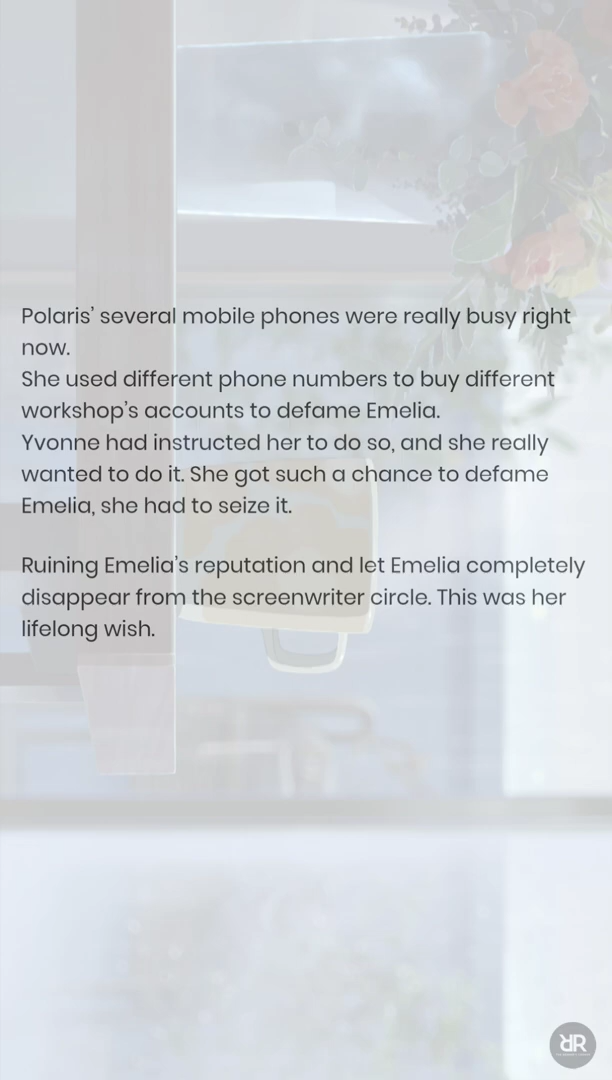 Polaris’ several mobile phones were really busy right
now.
She used different phone numbers to buy different
workshop’s accounts to defame Emelia.
Yvonne had instructed her to do so, and she really
wanted to do it. She got such a chance to defame
Emelia, she had to seize it.
Ruining Emelia’s reputation and let Emelia completely
disappear from the screenwriter circle. This was her
lifelong wish.
RR